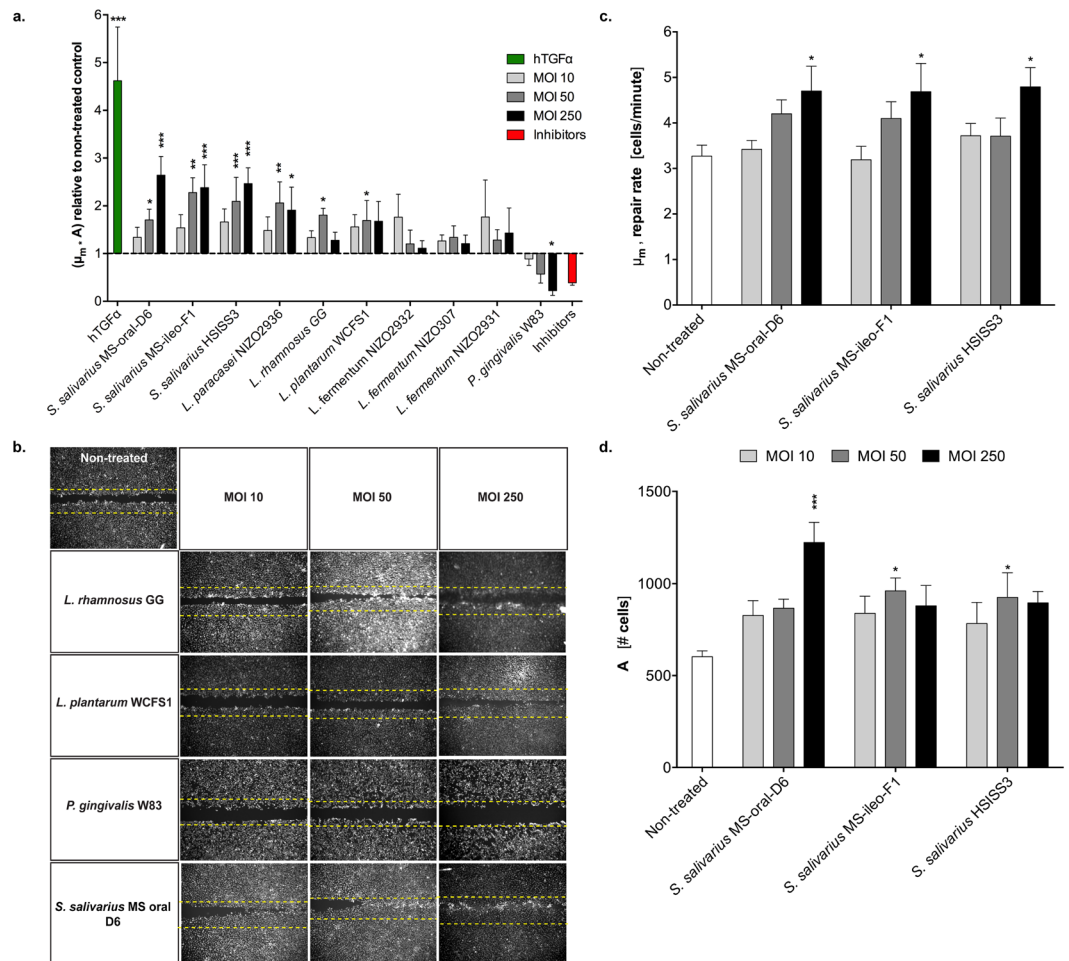 a.
(μm * A) relative to non-treated control
6
5
4
3
2
1
0
1
***
*
***
**
***
***
***
**
*
*
*
*
hTGFα
MOI 10
MOI 50
MOI 250
Inhibitors
hTGFα
S. salivarius MS-oral-D6
S. salivarius MS-ileo-F1
S. salivarius HSISS3
L. paracasei NIZO2936
L. rhamnosus GG
L. plantarum WCFS1
L. fermentum NIZO2932
L. fermentum NIZO307
L. fermentum NIZO2931
P. gingivalis W83
Inhibitors
b.
Non-treated
MOI 10
MOI 50
MOI 250
L. rhamnosus GG
L. plantarum WCFS1
P. gingivalis W83
S. salivarius MS oral
D6
c.
μm , repair rate [cells/minute]
6
5
4
3
2
1
0
*
*
*
Non-treated
S. salivarius MS-oral-D6
S. salivarius MS-ileo-F1
S. salivarius HSISS3
d.
MOI 10
MOI 50
MOI 250
A [# cells]
1500
1000
500
0
***
*
*
Non-treated
S. salivarius MS-oral-D6
S. salivarius MS-ileo-F1
S. salivarius HSISS3